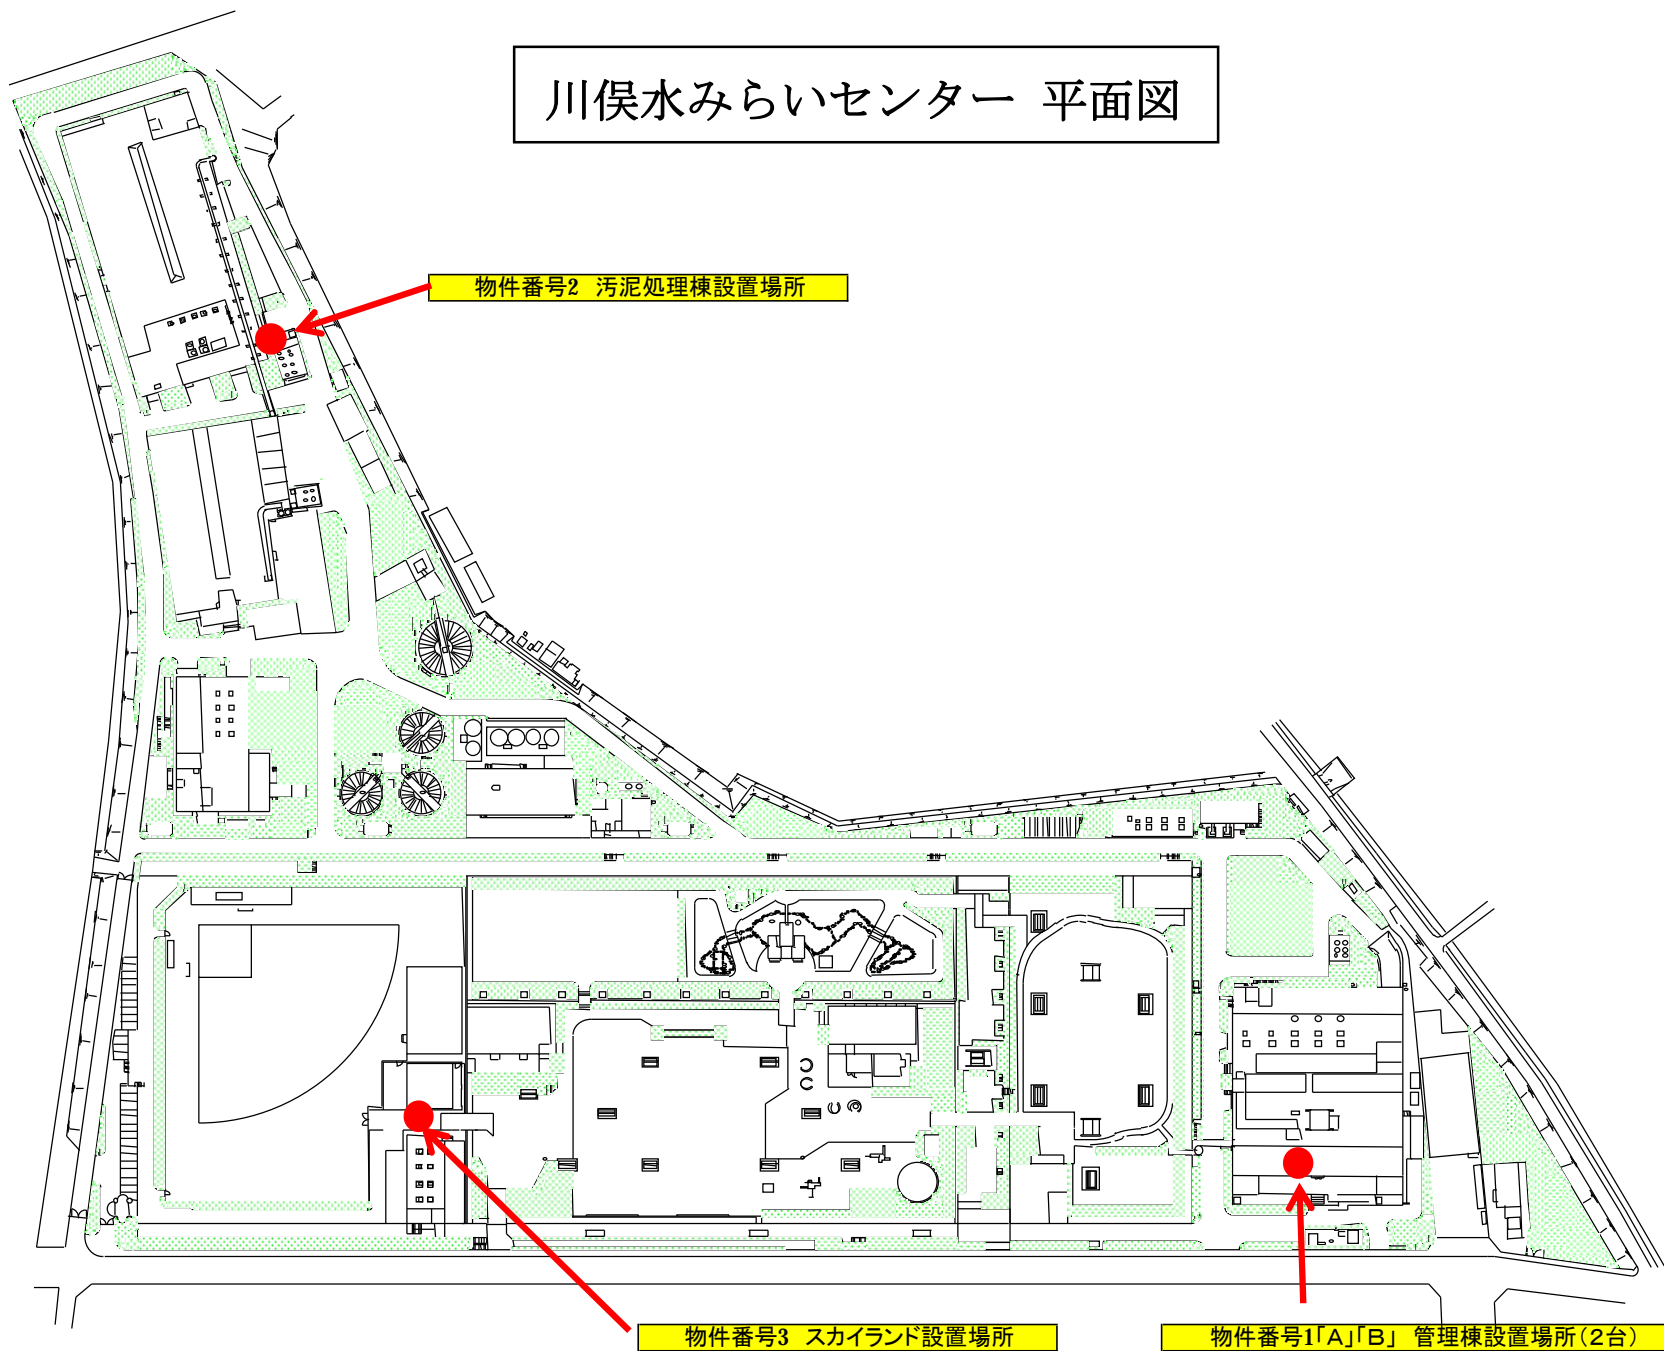 川俣水みらいセンター 平面図
物件番号2 汚泥処理棟設置場所
物件番号3 スカイランド設置場所
物件番号1「A」「B」 管理棟設置場所(2台)